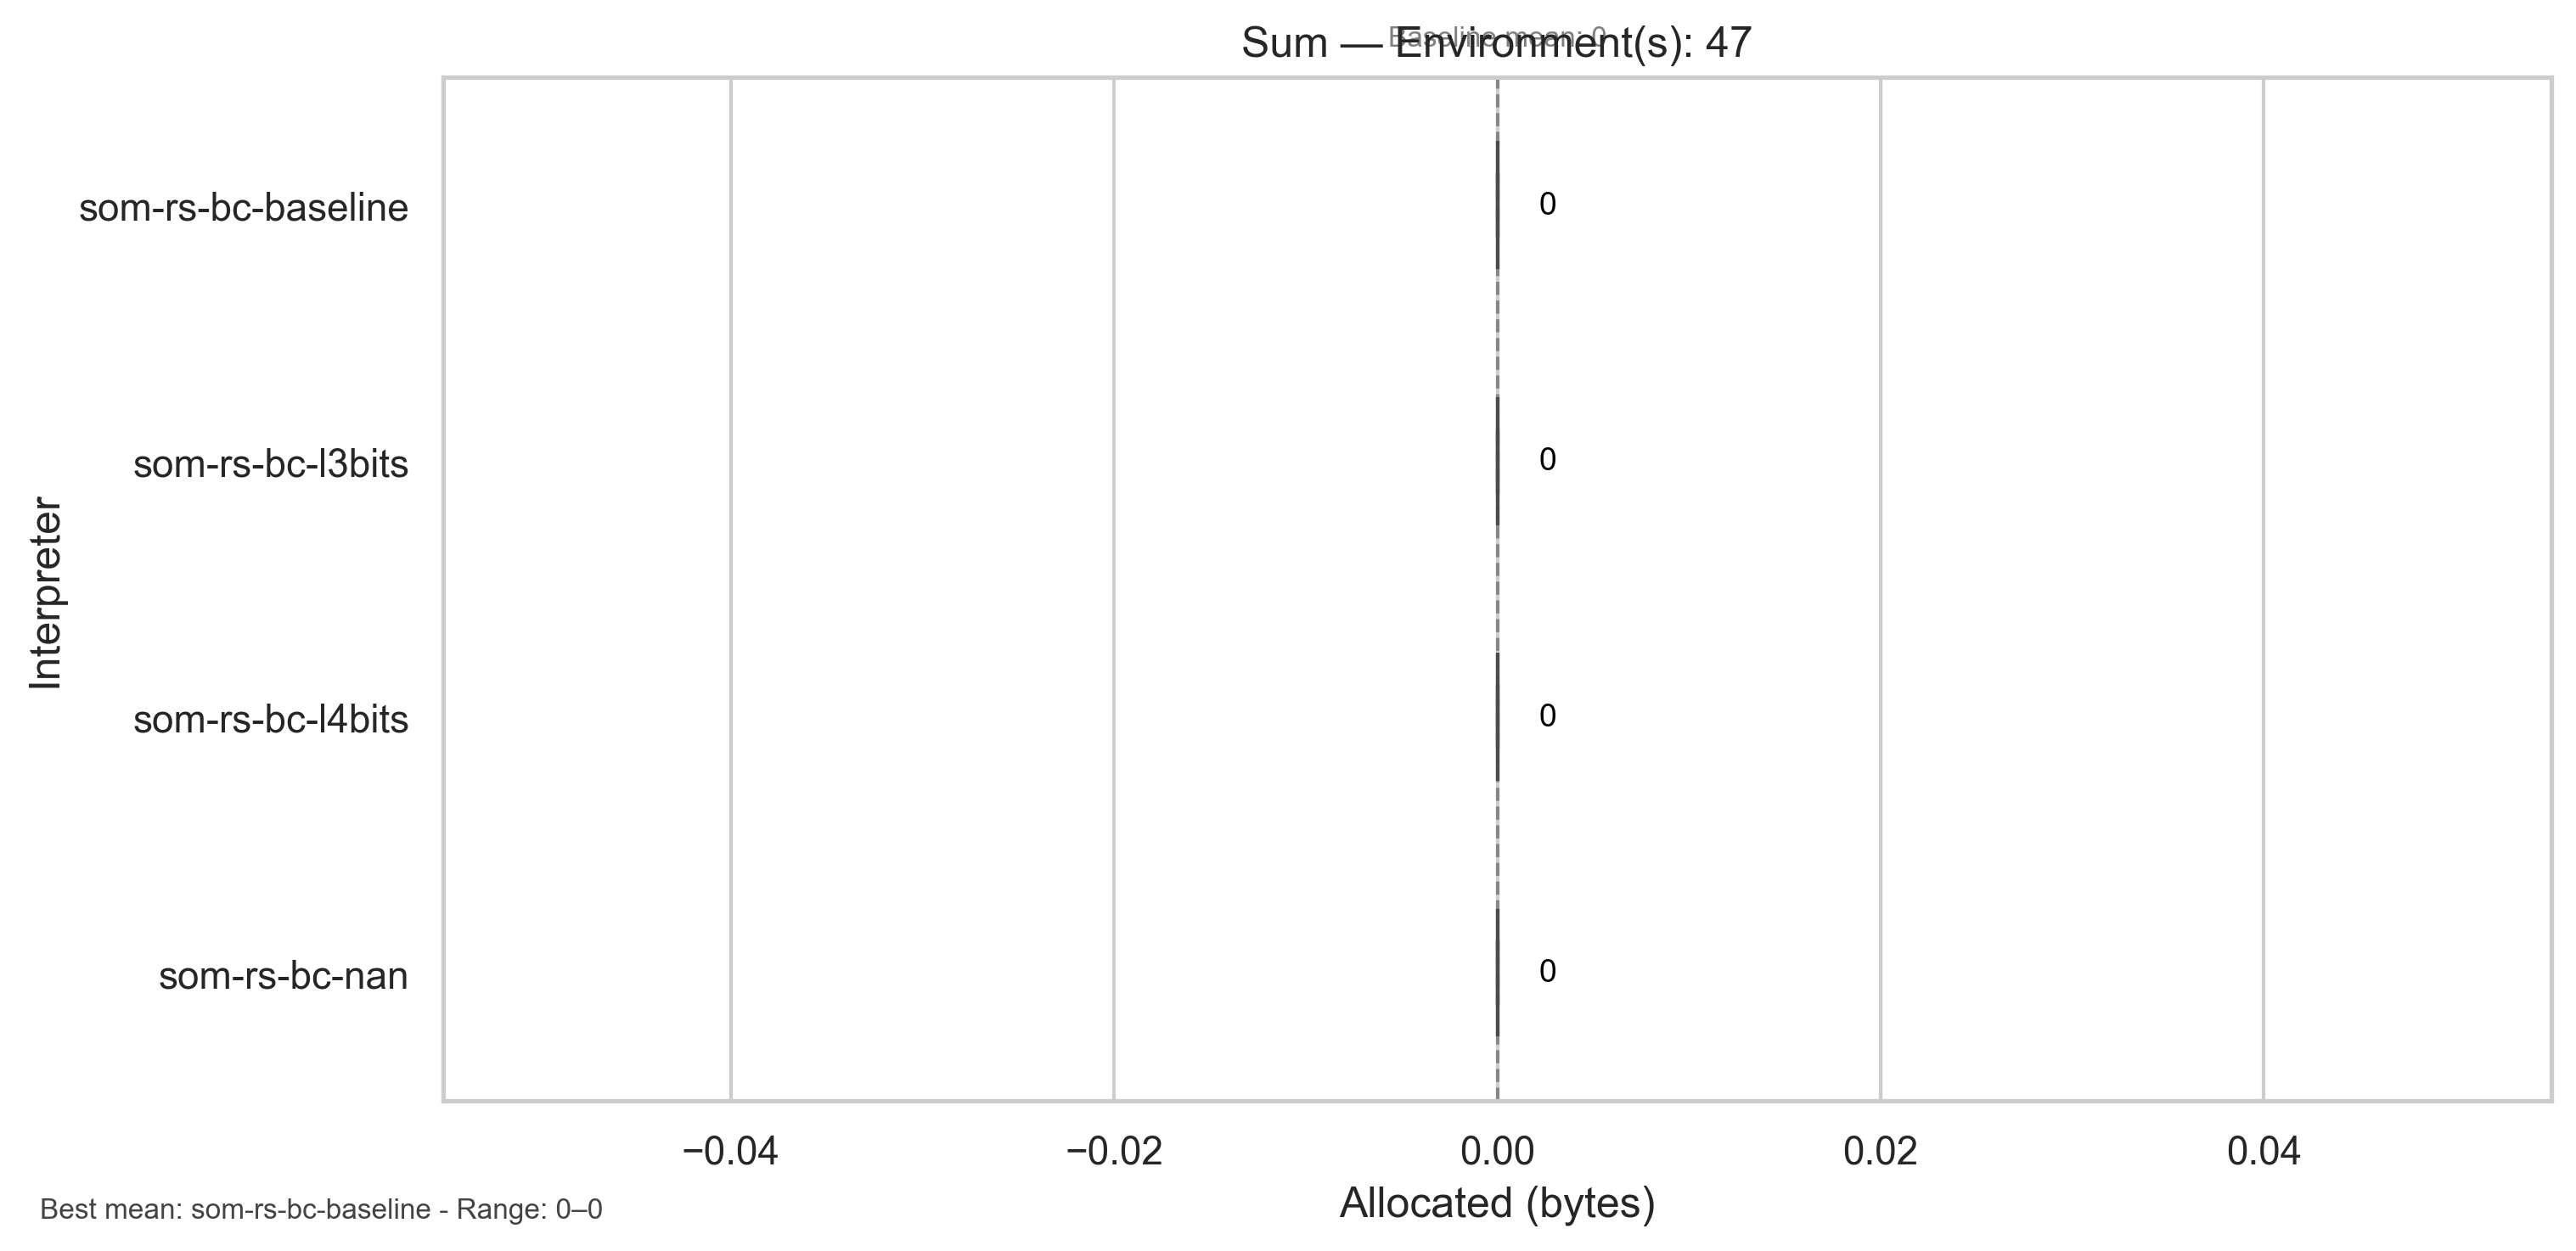 Sum — Environment(s): 47
Baseline mean: 0
som-rs-bc-baseline
0
som-rs-bc-l3bits
0
som-rs-bc-l4bits
0
som-rs-bc-nan
0
Interpreter
−0.04 −0.02 0.00 0.02 0.04
Allocated (bytes)
Best mean: som-rs-bc-baseline - Range: 0–0